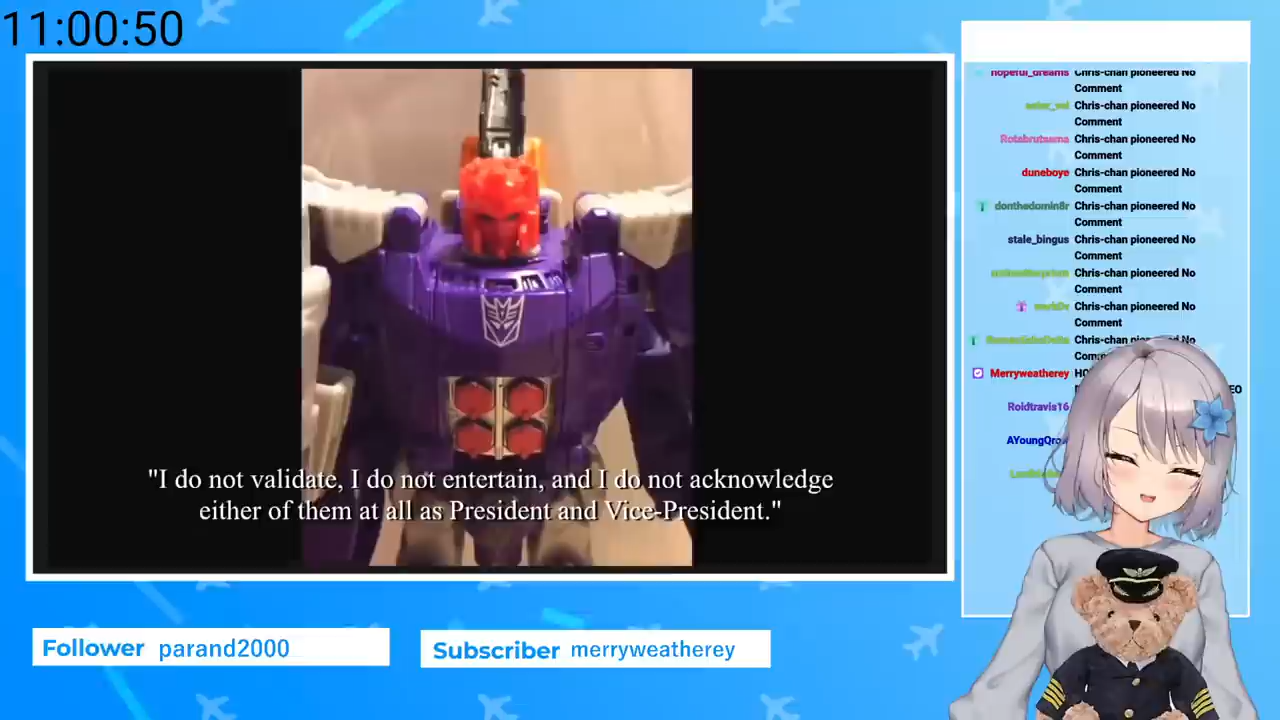 11:00:50
hopeful_dreams Chris-chan pioneered No
Comment
Chris-chan pioneered No
Comment
Chris-chan pioneered No
Comment
duneboye Chris-chan pioneered No
Comment
donthedomin8r Chris-chan pioneered No
Comment
stale_bingus Chris-chan pioneered No
Comment
Chris-chan pioneered No
Comment
Chris-chan pioneered No
Comment
Chris-chan No
Merryweatherey
Roidtravis16
"I do not validate, I do not entertain, and I do not acknowledge
either of them at all as President and Vice-President."
Follower parand2000
Subscriber merryweatherey